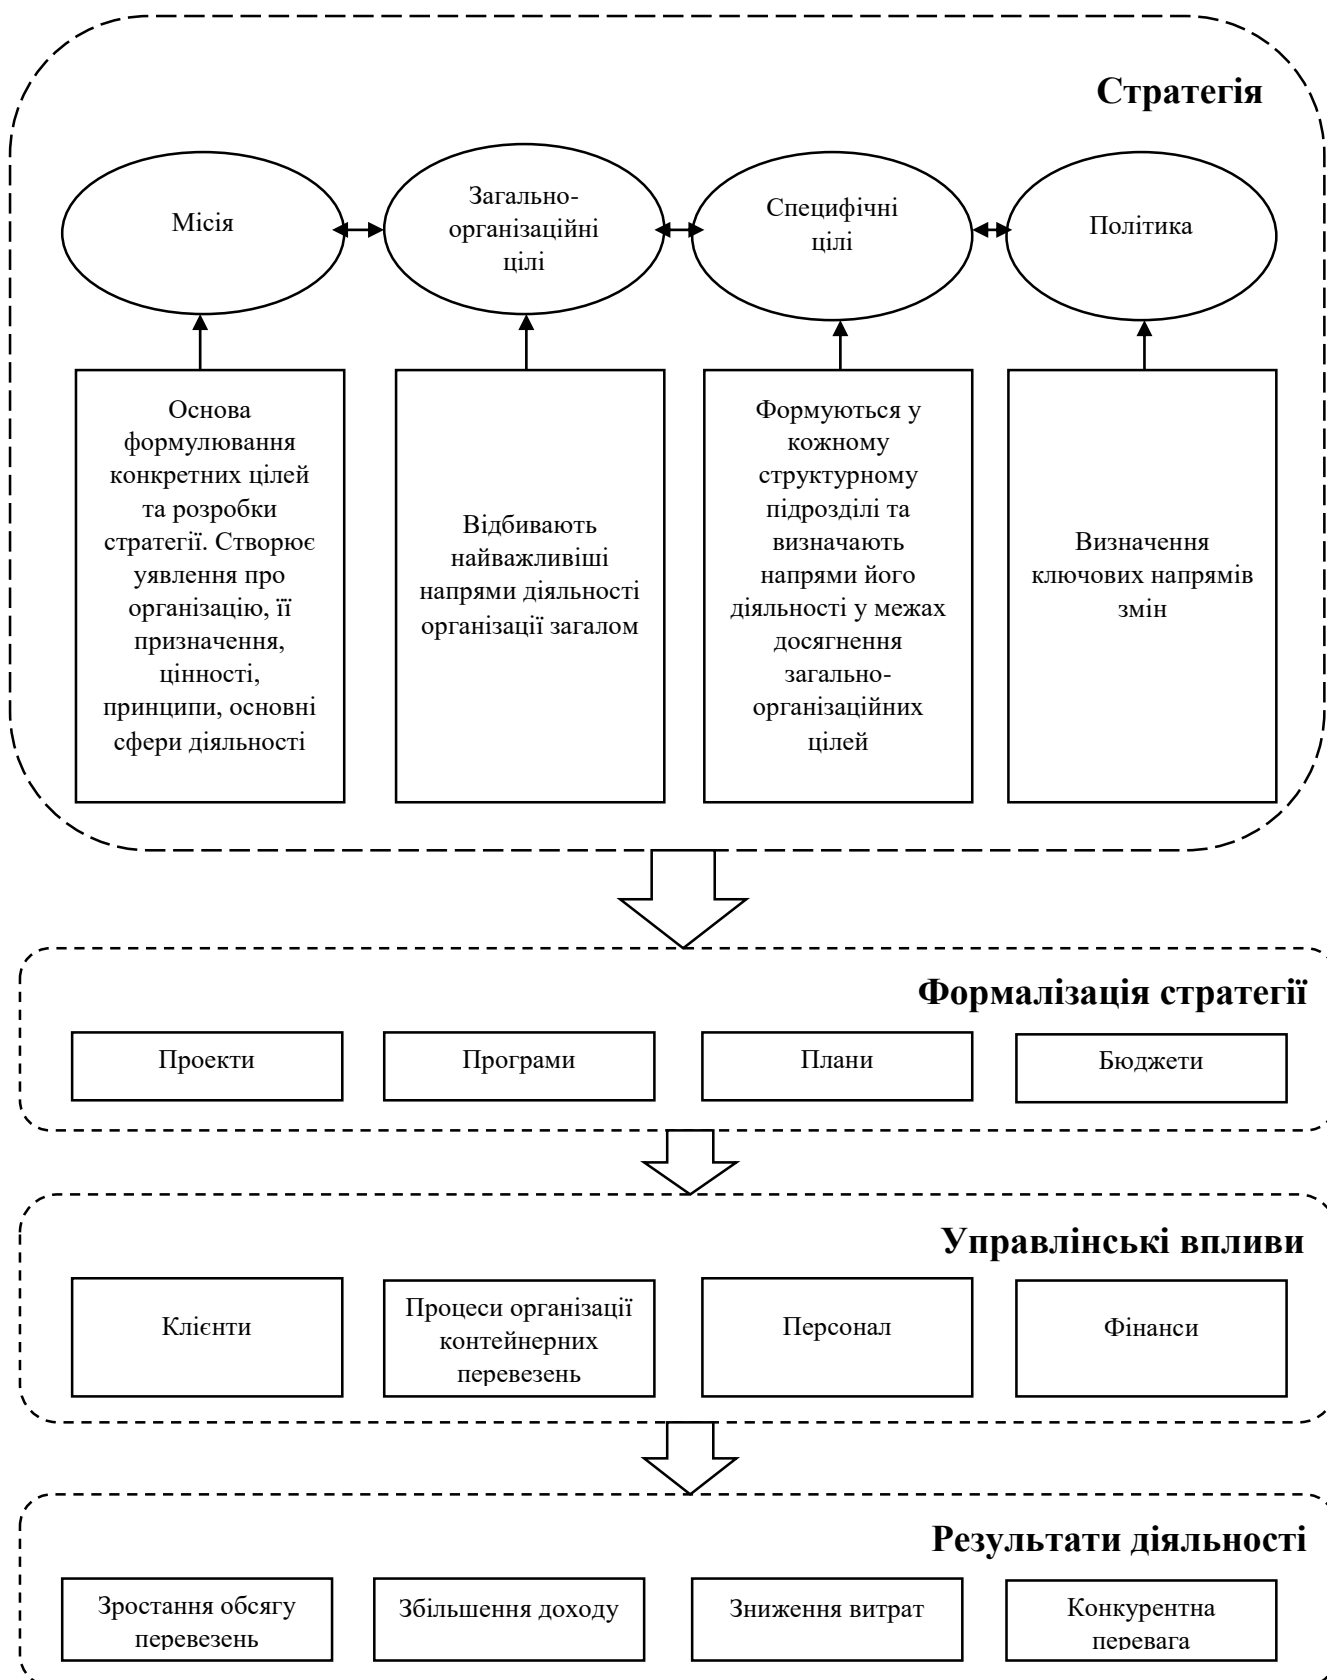 Стратегія
Місія
Загально-
організаційні
цілі
Специфічні
цілі
Політика
Основа
формулювання
конкретних цілей
та розробки
стратегії. Створює
уявлення про
організацію, її
призначення,
цінності,
принципи, основні
сфери діяльності
Відбивають
найважливіші
напрями діяльності
організації загалом
Формуються у
кожному
структурному
підрозділі та
визначають
напрями його
діяльності у межах
досягнення
загально-
організаційних
цілей
Визначення
ключових напрямів
змін
Формалізація стратегії
Проекти
Програми
Плани
Бюджети
Управлінські впливи
Клієнти
Процеси організації
контейнерних
перевезень
Персонал
Фінанси
Результати діяльності
Зростання обсягу
перевезень
Збільшення доходу
Зниження витрат
Конкурентна
перевага